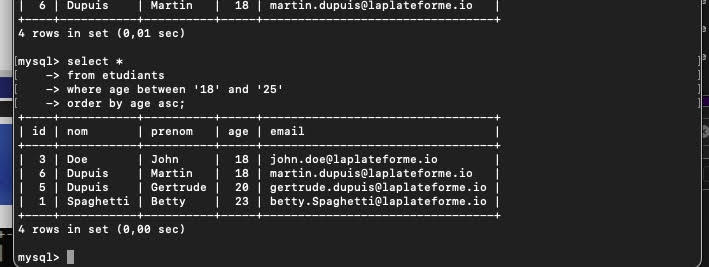 |  6 | Dupuis    | Martin   |  18 | martin.dupuis@laplateforme.io    |
+----+-----------+----------+-----+----------------------------------+
4 rows in set (0,01 sec)
mysql> select *
    -> from etudiants
    -> where age between '18' and '25'
    -> order by age asc;
+----+-----------+----------+-----+----------------------------------+
| id | nom       | prenom   | age | email                            |
+----+-----------+----------+-----+----------------------------------+
|  3 | Doe       | John     |  18 | john.doe@laplateforme.io         |
|  6 | Dupuis    | Martin   |  18 | martin.dupuis@laplateforme.io    |
|  5 | Dupuis    | Gertrude |  20 | gertrude.dupuis@laplateforme.io  |
|  1 | Spaghetti | Betty    |  23 | betty.Spaghetti@laplateforme.io  |
+----+-----------+----------+-----+----------------------------------+
4 rows in set (0,00 sec)
mysql>